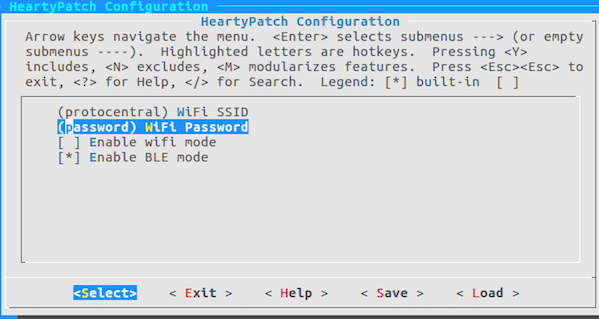 HeartyPatch Configuration
HeartyPatch Configuration
Arrow keys navigate the menu.  <Enter> selects submenus ---> (or empty
submenus ----).  Highlighted letters are hotkeys.  Pressing <Y>
includes, <N> excludes, <M> modularizes features.  Press <Esc><Esc> to
exit, <?> for Help, </> for Search.  Legend: [*] built-in  [ ]
(protocentral) WiFi SSID
(password) WiFi Password
[ ] Enable wifi mode
[*] Enable BLE mode
<Select>    < Exit >    < Help >    < Save >    < Load >